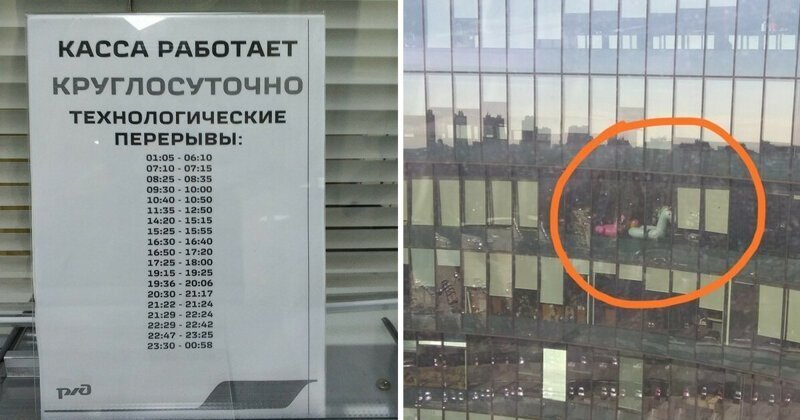 КАССА РАБОТАЕТ
КРУГЛОСУТОЧНО
ТЕХНОЛОГИЧЕСКИЕ
ПЕРЕРЫВЫ:
01:05 - 06:10
07:10 - 07:15
08:25 - 08:35
09:30 - 10:00
10:40 - 10:50
11:35 - 12:50
14:20 - 15:15
15:25 - 15:55
16:30 - 16:40
16:50 - 17:20
17:25 - 18:00
19:15 - 19:25
19:36 - 20:06
20:30 - 21:17
21:22 - 21:24
21:29 - 22:24
22:29 - 22:42
22:47 - 23:25
23:30 - 00:58
ржд